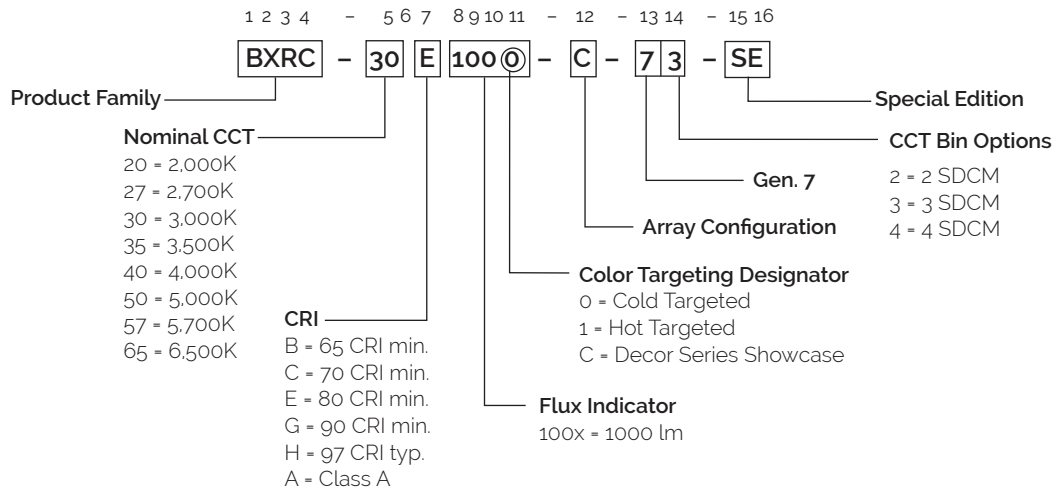 1 2 3 4 – 5 6 7 8 9 10 11 – 12 – 13 14 – 15 16
BXRC – 30 E 100 0 – C – 7 3 – SE
Product Family
Special Edition
Nominal CCT
20 = 2,000K
27 = 2,700K
30 = 3,000K
35 = 3,500K
40 = 4,000K
50 = 5,000K
57 = 5,700K
65 = 6,500K
CCT Bin Options
2 = 2 SDCM
3 = 3 SDCM
4 = 4 SDCM
Gen. 7
Array Configuration
Color Targeting Designator
0 = Cold Targeted
1 = Hot Targeted
C = Decor Series Showcase
CRI
B = 65 CRI min.
C = 70 CRI min.
E = 80 CRI min.
G = 90 CRI min.
H = 97 CRI typ.
A = Class A
Flux Indicator
100x = 1000 lm